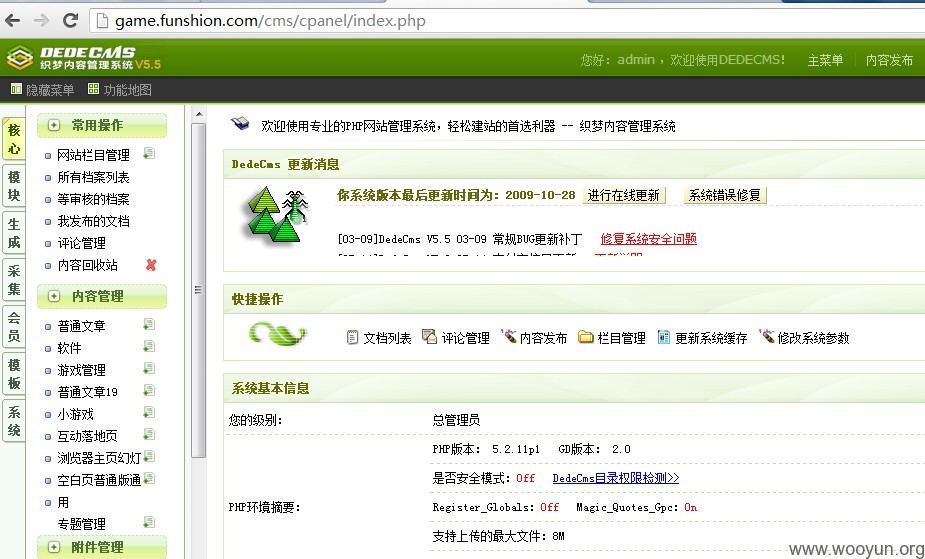 game.funshion.com/cms/cpanel/index.php
DEDECMS
织梦内容管理系统 V5.5
您好：admin ，欢迎使用DEDECMS! 主菜单 内容发布
隐藏菜单 功能地图
核心
模块
生成
采集
会员
模板
系统
常用操作
网站栏目管理
所有档案列表
等审核的档案
我发布的文档
评论管理
内容回收站
内容管理
普通文章
软件
游戏管理
普通文章19
小游戏
互动落地页
浏览器主页幻灯
空白页普通版通
用
专题管理
附件管理
欢迎使用专业的PHP网站管理系统，轻松建站的首选利器 -- 织梦内容管理系统
DedeCms 更新消息
你系统版本最后更新时间为：2009-10-28 进行在线更新 系统错误修复
[03-09]DedeCms V5.5 03-09 常规BUG更新补丁 修复系统安全问题
快捷操作
文档列表 评论管理 内容发布 栏目管理 更新系统缓存 修改系统参数
系统基本信息
您的级别： 总管理员
PHP环境摘要：
PHP版本： 5.2.11p1 GD版本： 2.0
是否安全模式：Off DedeCms目录权限检测>>
Register_Globals：Off Magic_Quotes_Gpc：On
支持上传的最大文件：8M
www.wooyun.org